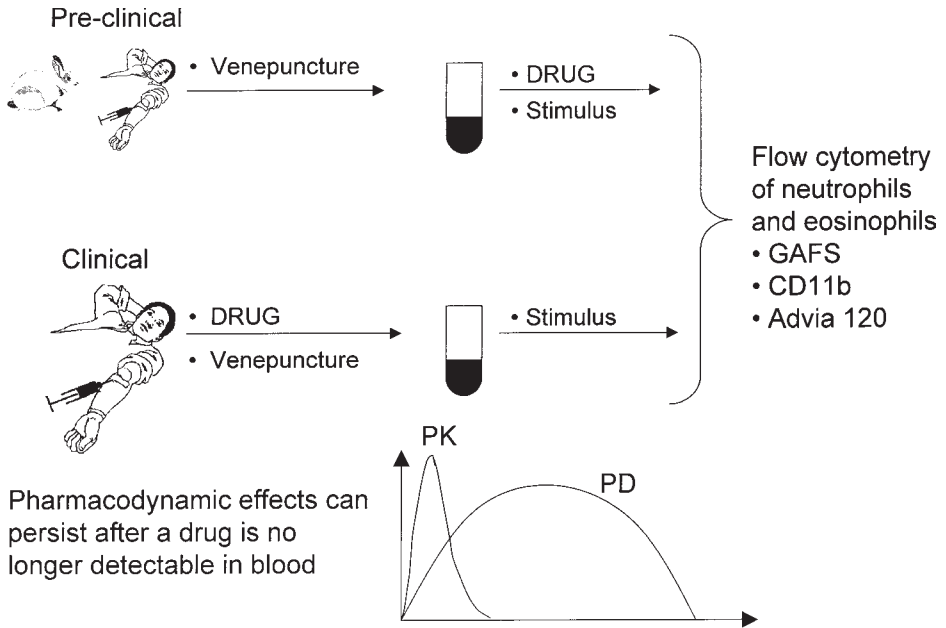 Pre-clinical
• Venepuncture
• DRUG
• Stimulus
Flow cytometry
of neutrophils
and eosinophils
• GAFS
• CD11b
• Advia 120
Clinical
• DRUG
• Venepuncture
• Stimulus
PK
PD
Pharmacodynamic effects can
persist after a drug is no
longer detectable in blood